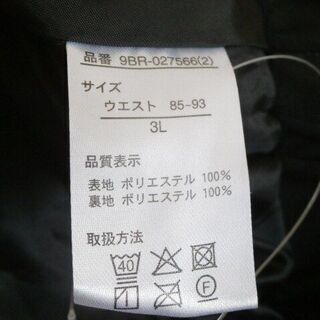 品番 9BR-027566(2)
サイズ
ウエスト 85-93
3L
品質表示
表地 ポリエステル 100%
裏地 ポリエステル 100%
取扱方法
40
F